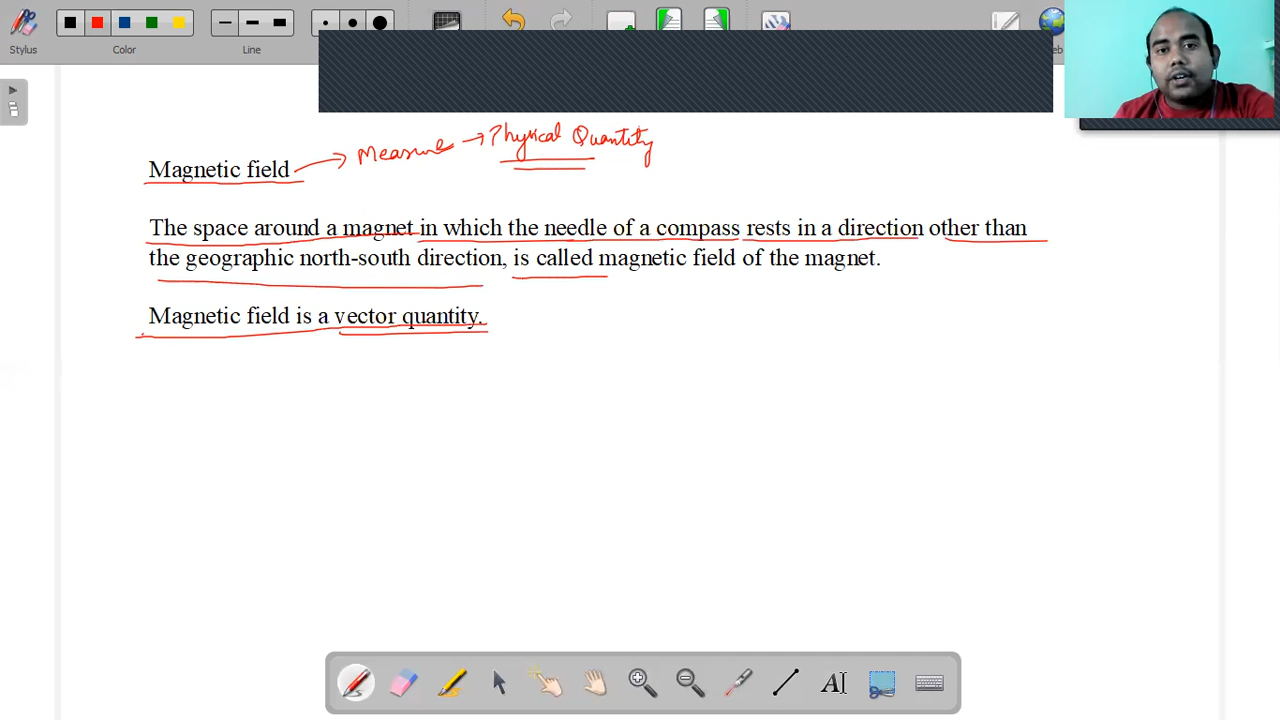 Stylus
Color
Line
eb
Magnetic field → Measure → Physical Quantity
The space around a magnet in which the needle of a compass rests in a direction other than
the geographic north-south direction, is called magnetic field of the magnet.
Magnetic field is a vector quantity.